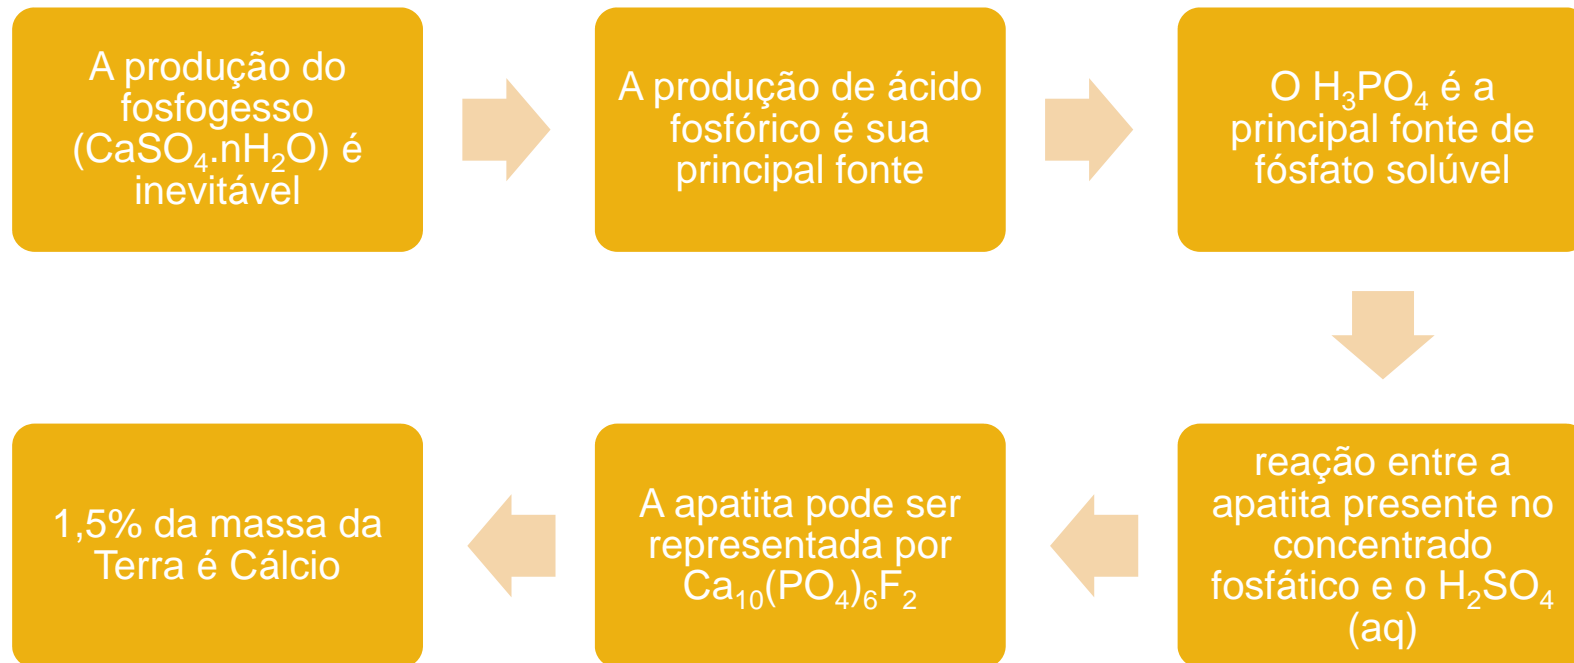 A produção do
fosfogesso
(CaSO₄.nH₂O) é
inevitável
A produção de ácido
fosfórico é sua
principal fonte
O H₃PO₄ é a
principal fonte de
fósfato solúvel
reação entre a
apatita presente no
concentrado
fosfático e o H₂SO₄
(aq)
A apatita pode ser
representada por
Ca₁₀(PO₄)₆F₂
1,5% da massa da
Terra é Cálcio